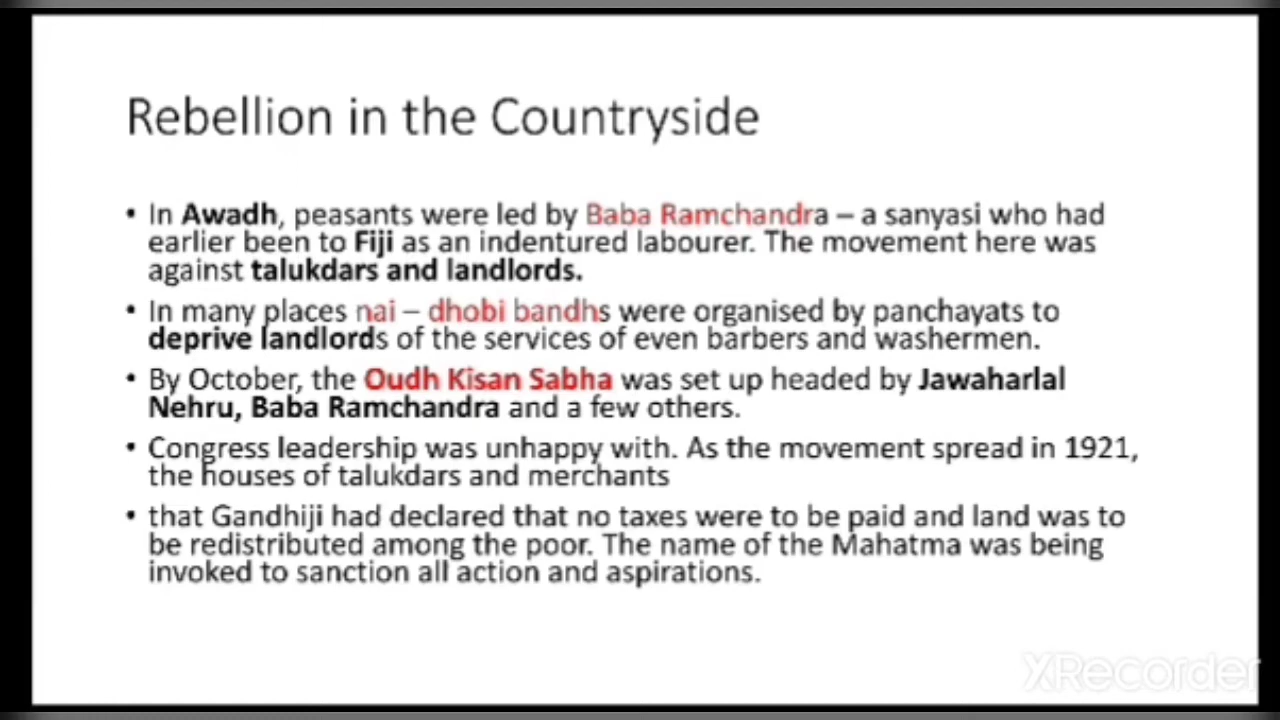 Rebellion in the Countryside
• In Awadh, peasants were led by Baba Ramchandra – a sanyasi who had
earlier been to Fiji as an indentured labourer. The movement here was
against talukdars and landlords.
• In many places nai – dhobi bandhs were organised by panchayats to
deprive landlords of the services of even barbers and washermen.
• By October, the Oudh Kisan Sabha was set up headed by Jawaharlal
Nehru, Baba Ramchandra and a few others.
• Congress leadership was unhappy with. As the movement spread in 1921,
the houses of talukdars and merchants
• that Gandhiji had declared that no taxes were to be paid and land was to
be redistributed among the poor. The name of the Mahatma was being
invoked to sanction all action and aspirations.
XRecorder